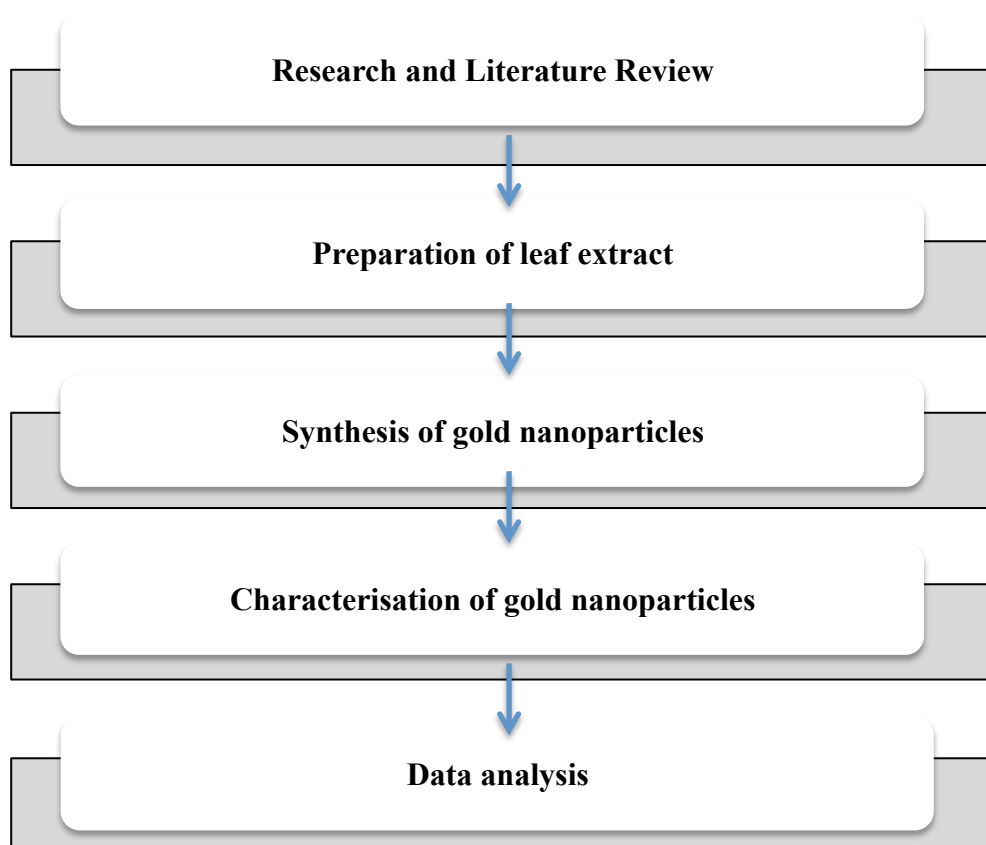 Research and Literature Review
Preparation of leaf extract
Synthesis of gold nanoparticles
Characterisation of gold nanoparticles
Data analysis